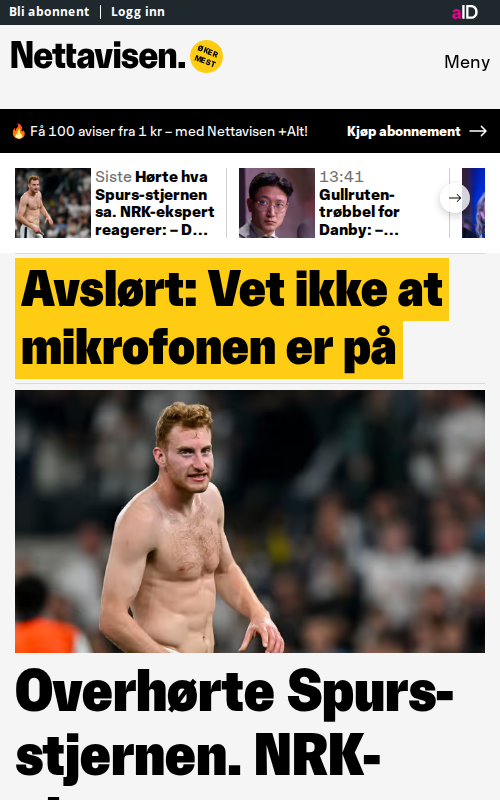 Bli abonnent | Logg inn
aID
Nettavisen.
ØKER
MEST
Meny
🔥 Få 100 aviser fra 1 kr – med Nettavisen +Alt!
Kjøp abonnement →
Siste Hørte hva
Spurs-stjernen
sa. NRK-ekspert
reagerer: – D...
13:41
Gullruten-
trøbbel for
Danby: –...
Avslørt: Vet ikke at
mikrofonen er på
Overhørte Spurs-
stjernen. NRK-